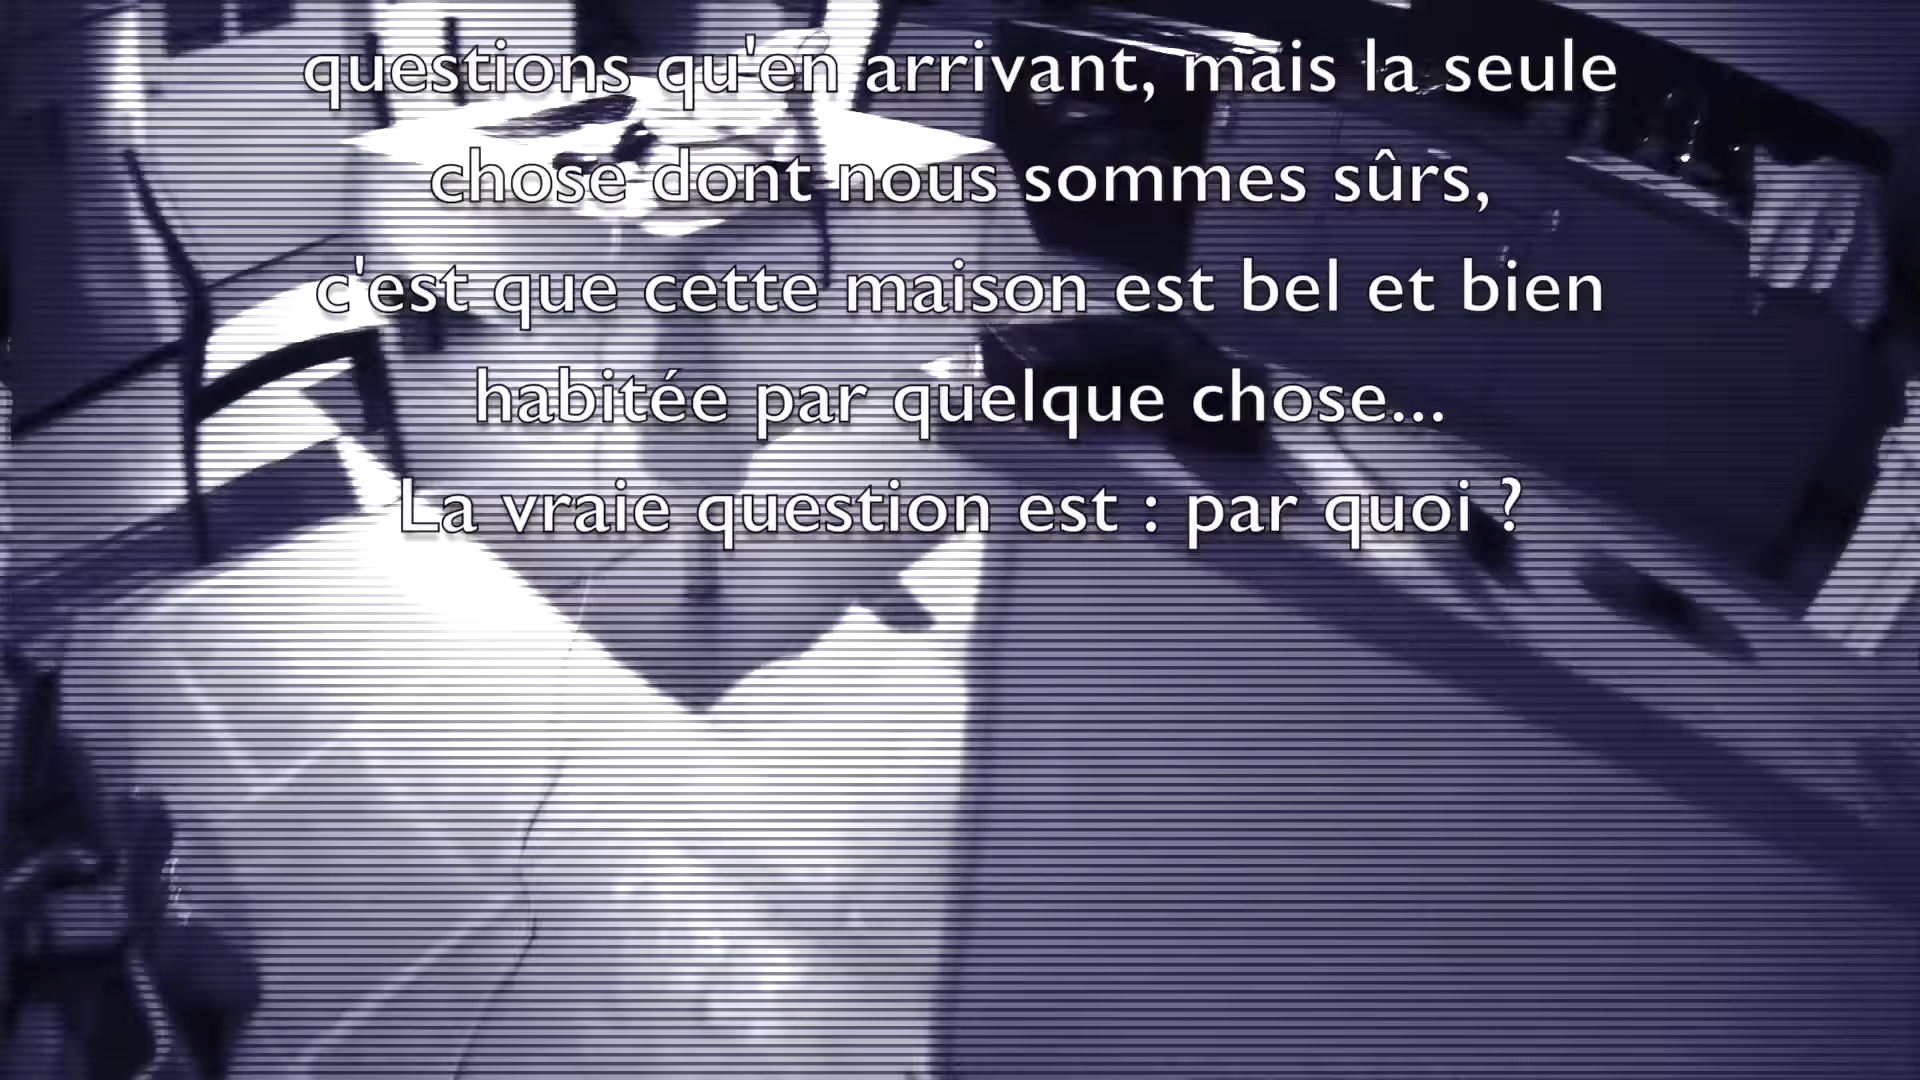 questions qu'en arrivant, mais la seule
chose dont nous sommes sûrs,
c'est que cette maison est bel et bien
habitée par quelque chose...
La vraie question est : par quoi ?